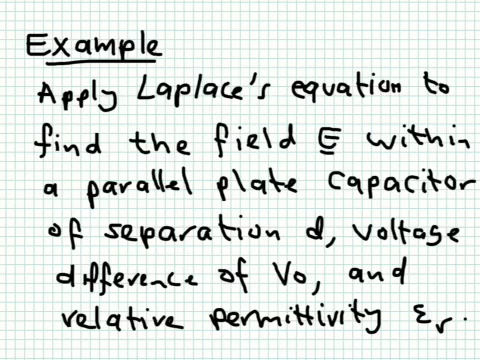 Example
Apply Laplace's equation to
find the field E within
a parallel plate capacitor
of separation d, voltage
difference of Vo, and
relative permittivity εr.